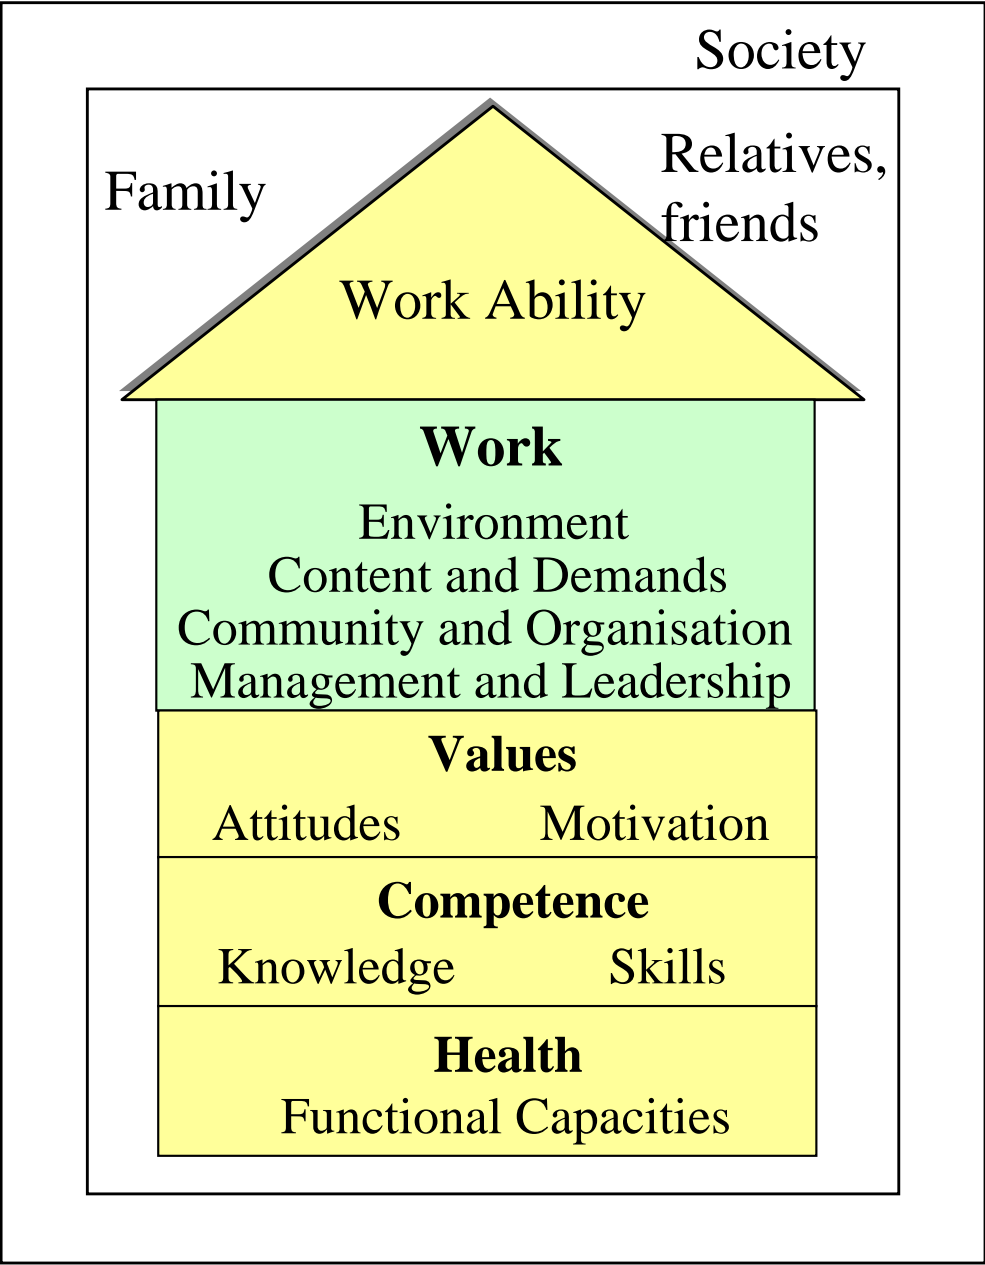 Society
Family
Relatives,
friends
Work Ability
Work
Environment
Content and Demands
Community and Organisation
Management and Leadership
Values
Attitudes Motivation
Competence
Knowledge Skills
Health
Functional Capacities